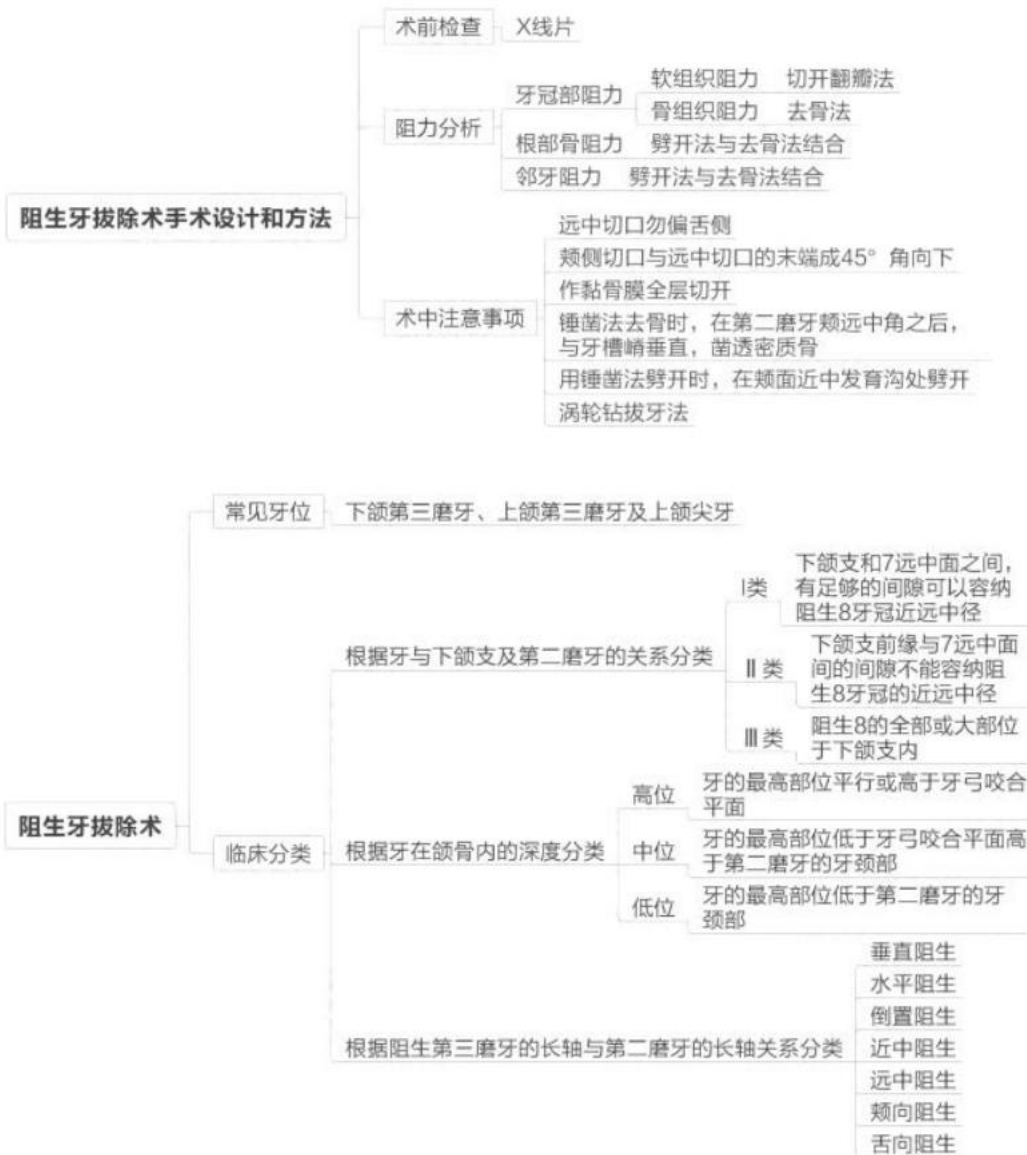 术前检查
X线片
阻力分析
牙冠部阻力
软组织阻力 切开翻瓣法
骨组织阻力 去骨法
根部骨阻力 劈开法与去骨法结合
邻牙阻力 劈开法与去骨法结合
阻生牙拔除术手术设计和方法
术中注意事项
远中切口勿偏舌侧
颊侧切口与远中切口的末端成45°角向下
作黏骨膜全层切开
锤凿法去骨时，在第二磨牙颊远中角之后，
与牙槽嵴垂直，凿透密质骨
用锤凿法劈开时，在颊面近中发育沟处劈开
涡轮钻拔牙法
阻生牙拔除术
常见牙位
下颌第三磨牙、上颌第三磨牙及上颌尖牙
临床分类
根据牙与下颌支及第二磨牙的关系分类
I类
下颌支和7远中面之间，
有足够的间隙可以容纳
阻生8牙冠近远中径
II类
下颌支前缘与7远中面
间的间隙不能容纳阻
生8牙冠的近远中径
III类
阻生8的全部或大部位
于下颌支内
根据牙在颌骨内的深度分类
高位
牙的最高部位平行或高于牙弓咬合
平面
中位
牙的最高部位低于牙弓咬合平面高
于第二磨牙的牙颈部
低位
牙的最高部位低于第二磨牙的牙
颈部
根据阻生第三磨牙的长轴与第二磨牙的长轴关系分类
垂直阻生
水平阻生
倒置阻生
近中阻生
远中阻生
颊向阻生
舌向阻生